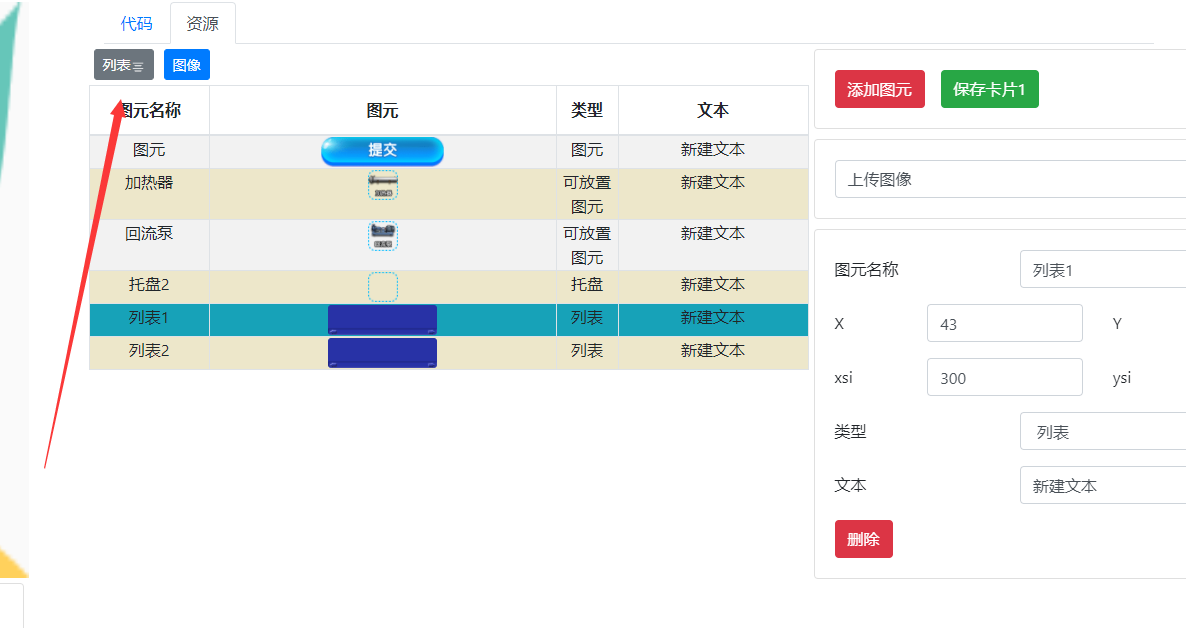 代码 资源
列表 图像
图元名称 图元 类型 文本
图元 提交 图元 新建文本
加热器 加热器 可放置图元 新建文本
回流泵 可放置图元 新建文本
托盘2 托盘 新建文本
列表1 列表 新建文本
列表2 列表 新建文本
添加图元 保存卡片1
上传图像
图元名称 列表1
X 43 Y
xsi 300 ysi
类型 列表
文本 新建文本
删除